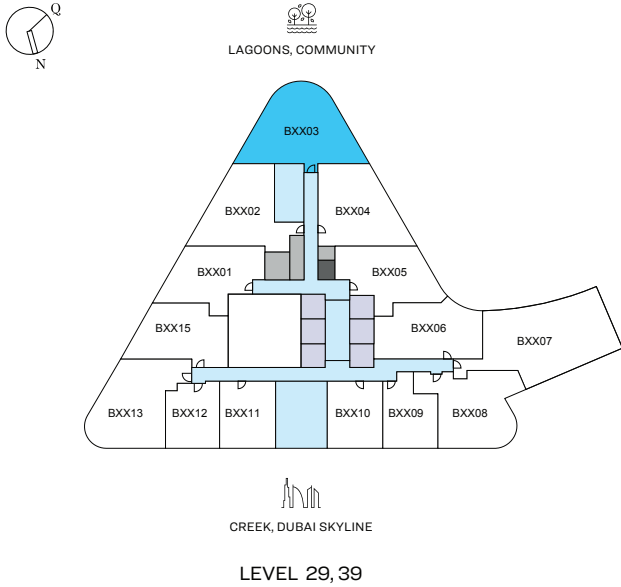 Q
N
LAGOONS, COMMUNITY
BXX03
BXX02
BXX04
BXX01
BXX05
BXX15
BXX06
BXX07
BXX13
BXX12
BXX11
BXX10
BXX09
BXX08
CREEK, DUBAI SKYLINE
LEVEL 29, 39